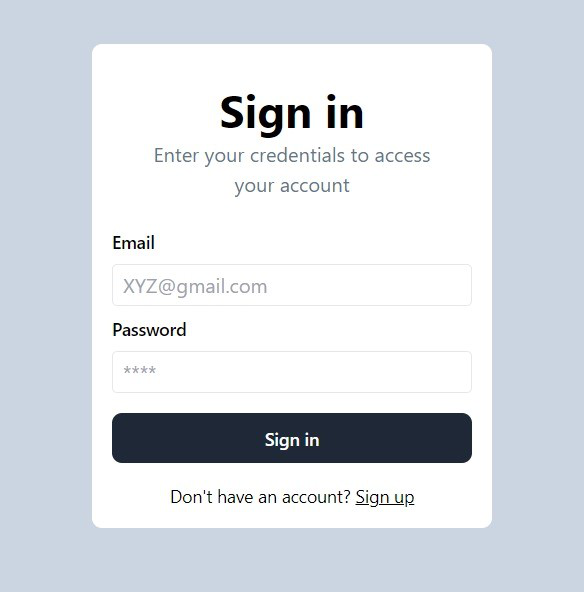 Sign in
Enter your credentials to access
your account
Email
XYZ@gmail.com
Password
****
Sign in
Don't have an account? Sign up